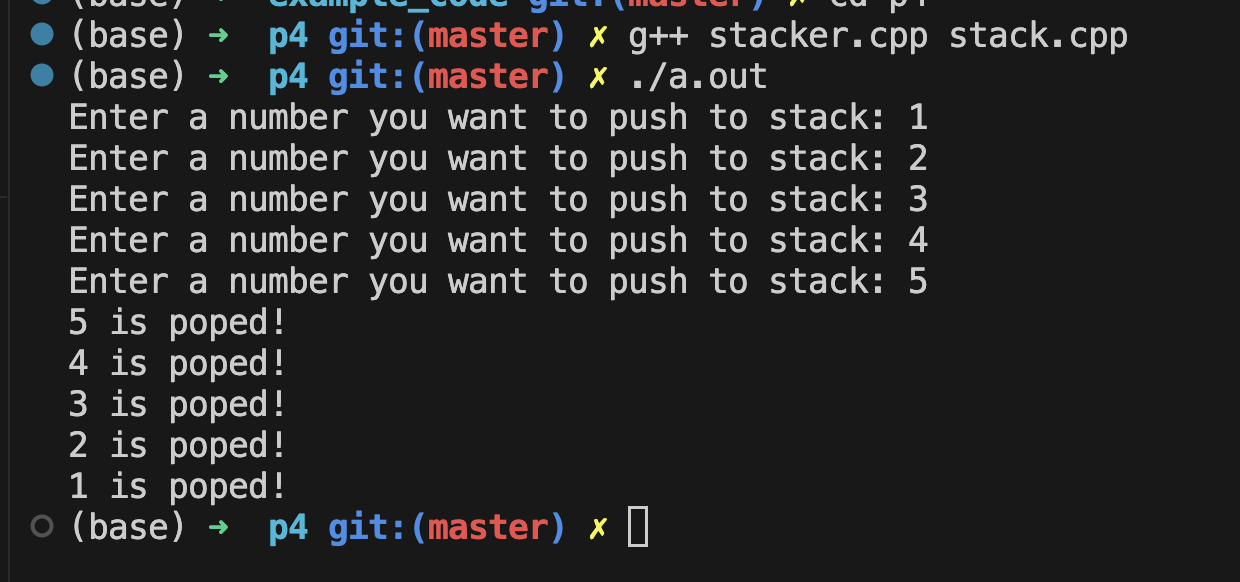 (base) ➜ example_code git:(master) ✗ cd p4
(base) ➜ p4 git:(master) ✗ g++ stacker.cpp stack.cpp
(base) ➜ p4 git:(master) ✗ ./a.out
Enter a number you want to push to stack: 1
Enter a number you want to push to stack: 2
Enter a number you want to push to stack: 3
Enter a number you want to push to stack: 4
Enter a number you want to push to stack: 5
5 is poped!
4 is poped!
3 is poped!
2 is poped!
1 is poped!
(base) ➜ p4 git:(master) ✗